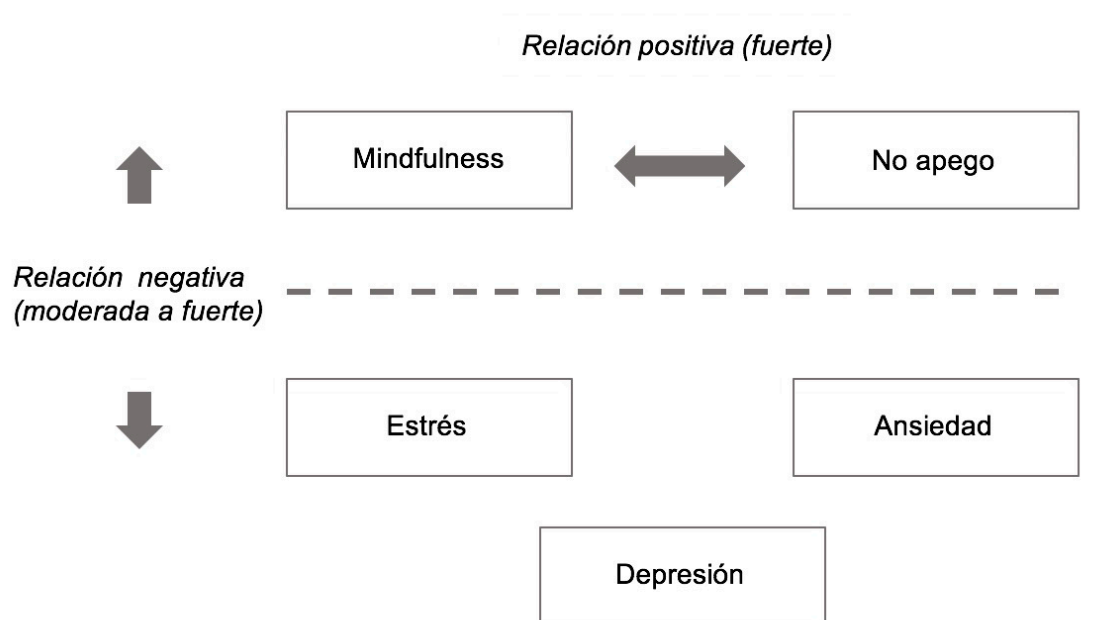 Relación positiva (fuerte)
Mindfulness
No apego
Relación negativa
(moderada a fuerte)
Estrés
Ansiedad
Depresión